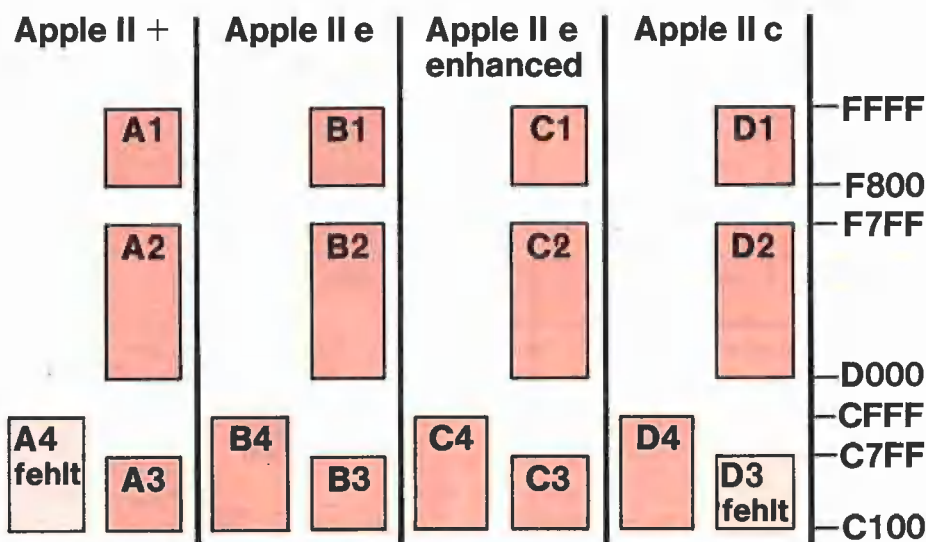 Apple II +
Apple II e
Apple II e
enhanced
Apple II c
A1
B1
C1
D1
FFFF
F800
A2
B2
C2
D2
F7FF
D000
CFFF
A4
fehlt
A3
B4
B3
C4
C3
D4
D3
fehlt
C7FF
C100